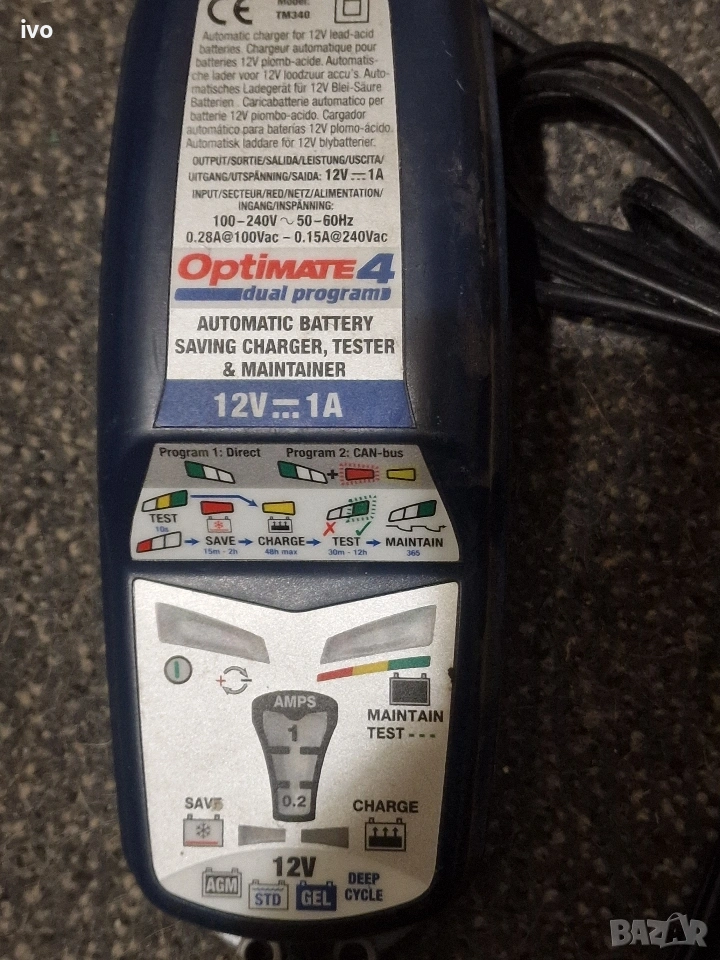 ivo
CE
Model:
TM340
Automatic charger for 12V lead-acid
batteries. Chargeur automatique pour
batteries 12V plomb-acide. Automatis-
che lader voor 12V loodzuur accu's. Auto-
matisches Ladegerät für 12V Blei-Säure
Batterien. Caricabatterie automatico per
batterie 12V piombo-acido. Cargador
automático para baterias 12V plomo-ácido.
Automatisk laddare för 12V blybatterier.
OUTPUT/SORTIE/SALIDA/LEISTUNG/USCITA/
UITGANG/UTSPÄNNING/SAIDA: 12V ⎓ 1A
INPUT/SECTEUR/RED/NETZ/ALIMENTATION/
INGANG/INSPÄNNING:
100-240V ~ 50-60Hz
0.28A@100Vac - 0.15A@240Vac
OptiMATE 4
dual program
AUTOMATIC BATTERY
SAVING CHARGER, TESTER
& MAINTAINER
12V ⎓ 1A
Program 1: Direct Program 2: CAN-bus
+
TEST
10s
SAVE CHARGE TEST MAINTAIN
15m - 2h 48h max 30m - 12h 365
AMPS
1
0.2
MAINTAIN
TEST - - -
SAVE
CHARGE
12V
AGM
STD
GEL
DEEP
CYCLE
BAZAR